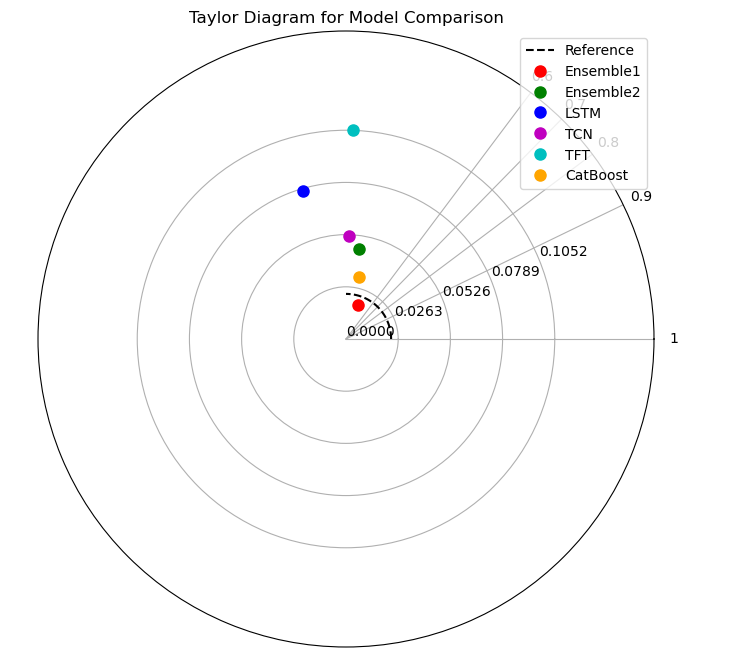 Taylor Diagram for Model Comparison
Reference
Ensemble1
Ensemble2
LSTM
TCN
TFT
CatBoost
0.6
0.7
0.8
0.9
1
0.1052
0.0789
0.0526
0.0263
0.0000